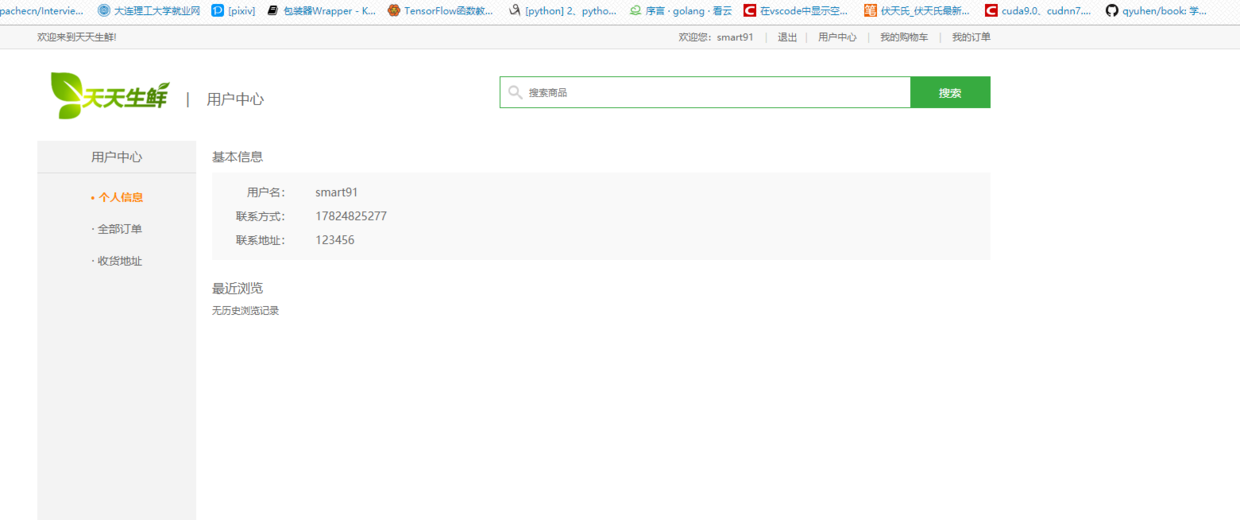 pachecn/Intervie... 大连理工大学就业网 [pixiv] 包装器Wrapper - K... TensorFlow函数教... [python] 2、pytho... 序言 · golang · 看云 在vscode中显示空... 笔 伏天氏_伏天氏最新... cuda9.0、cudnn7.... qyuhen/book: 学...
欢迎来到天天生鲜! 欢迎您：smart91 | 退出 | 用户中心 | 我的购物车 | 我的订单
天天生鲜 | 用户中心 搜索商品 搜索
用户中心
· 个人信息
· 全部订单
· 收货地址
基本信息
用户名： smart91
联系方式： 17824825277
联系地址： 123456
最近浏览
无历史浏览记录